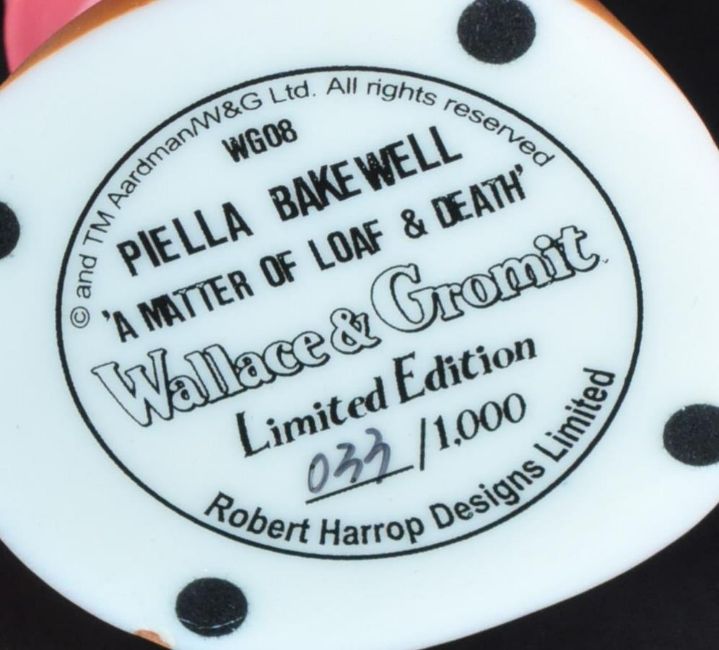 © and TM Aardman/W&G Ltd. All rights reserved
WG08
PIELLA BAKEWELL
'A MATTER OF LOAF & DEATH'
Wallace & Gromit
Limited Edition
033/1,000
Robert Harrop Designs Limited